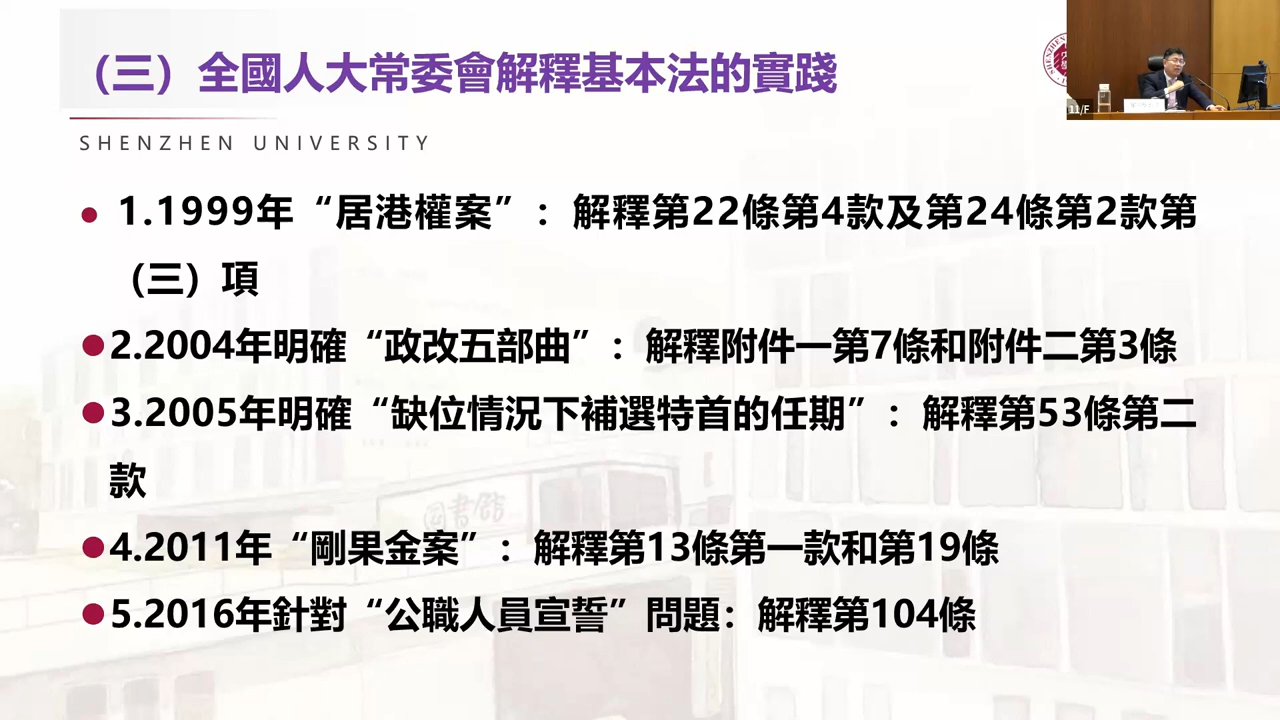 （三）全國人大常委會解釋基本法的實踐
SHENZHEN UNIVERSITY
11/F
1.1999年“居港權案”：解釋第22條第4款及第24條第2款第
（三）項
2.2004年明確“政改五部曲”：解釋附件一第7條和附件二第3條
3.2005年明確“缺位情況下補選特首的任期”：解釋第53條第二
款
4.2011年“剛果金案”：解釋第13條第一款和第19條
圖書館
5.2016年針對“公職人員宣誓”問題：解釋第104條